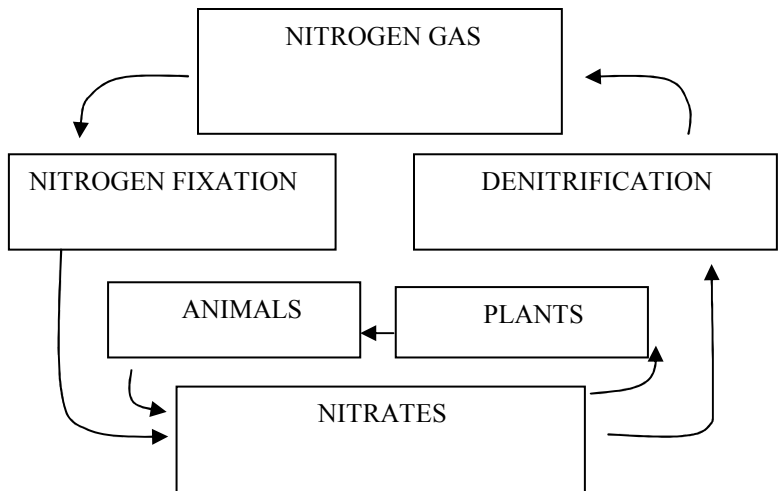 NITROGEN GAS
NITROGEN FIXATION
DENITRIFICATION
ANIMALS
PLANTS
NITRATES